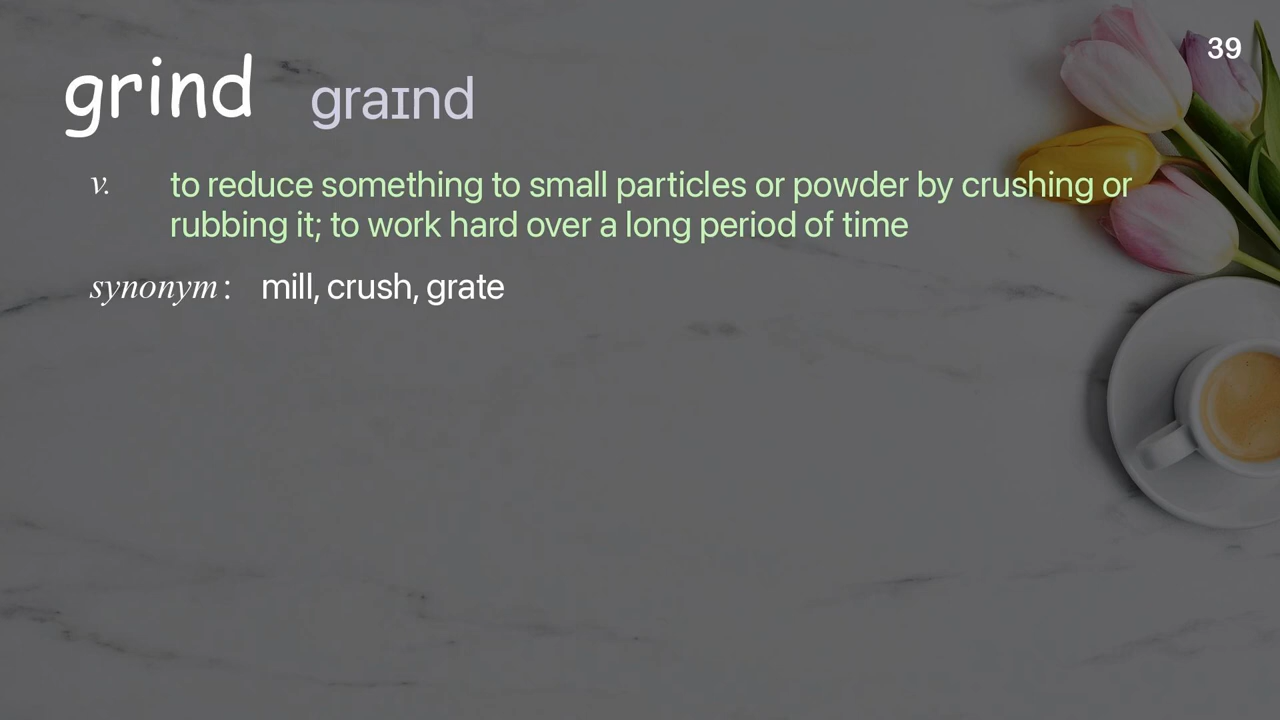 39
grind graɪnd
v. to reduce something to small particles or powder by crushing or
rubbing it; to work hard over a long period of time
synonym : mill, crush, grate